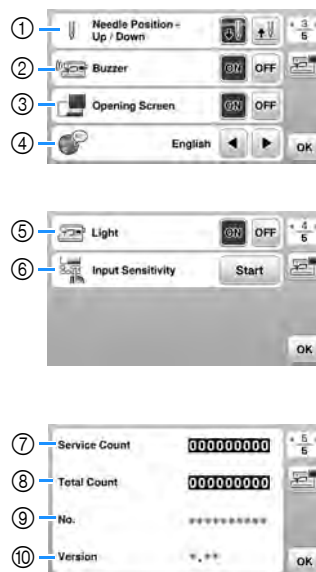 ① Needle Position - Up / Down 3/5
② Buzzer ON OFF
③ Opening Screen ON OFF
④ English ◀ ▶ OK
⑤ Light ON OFF 4/5
⑥ Input Sensitivity Start
OK
⑦ Service Count 000000000 5/5
⑧ Total Count 000000000
⑨ No. **********
⑩ Version *.** OK